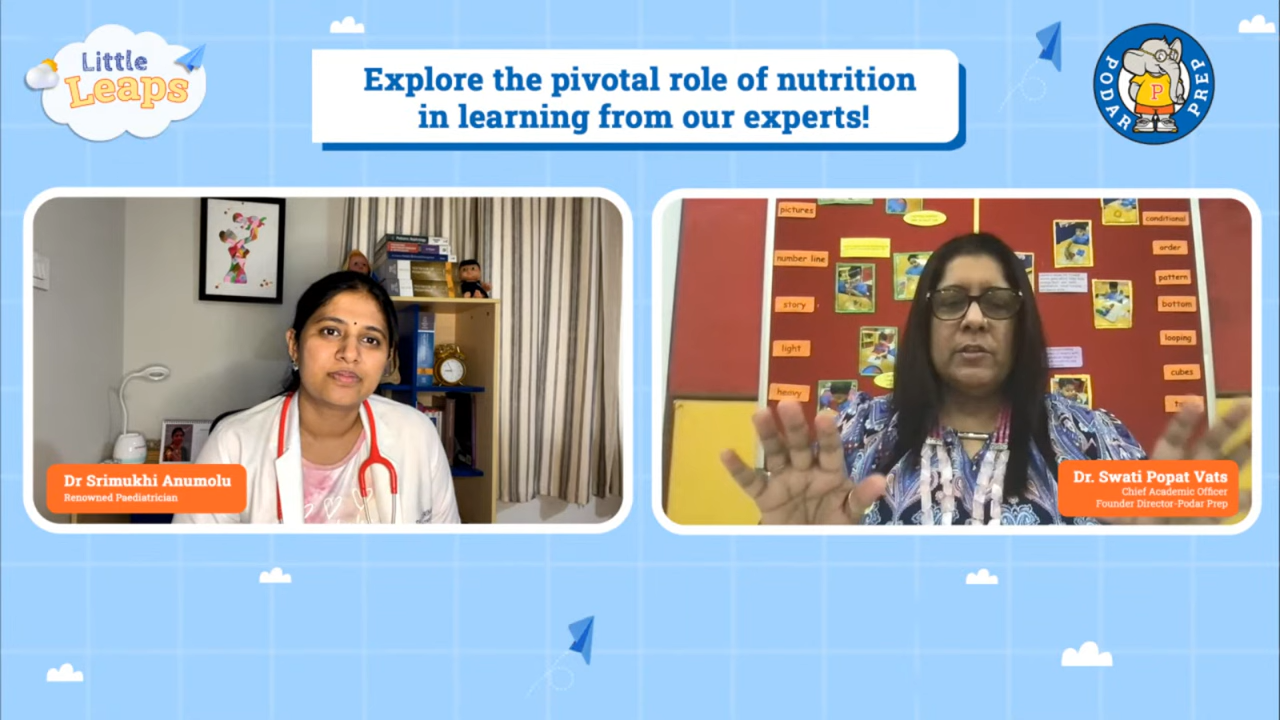 Little
Leaps
Explore the pivotal role of nutrition
in learning from our experts!
PODAR PREP
P
pictures
number line
story
light
heavy
conditional
order
pattern
bottom
looping
cubes
Dr Srimukhi Anumolu
Renowned Paediatrician
Dr. Swati Popat Vats
Chief Academic Officer
Founder Director-Podar Prep